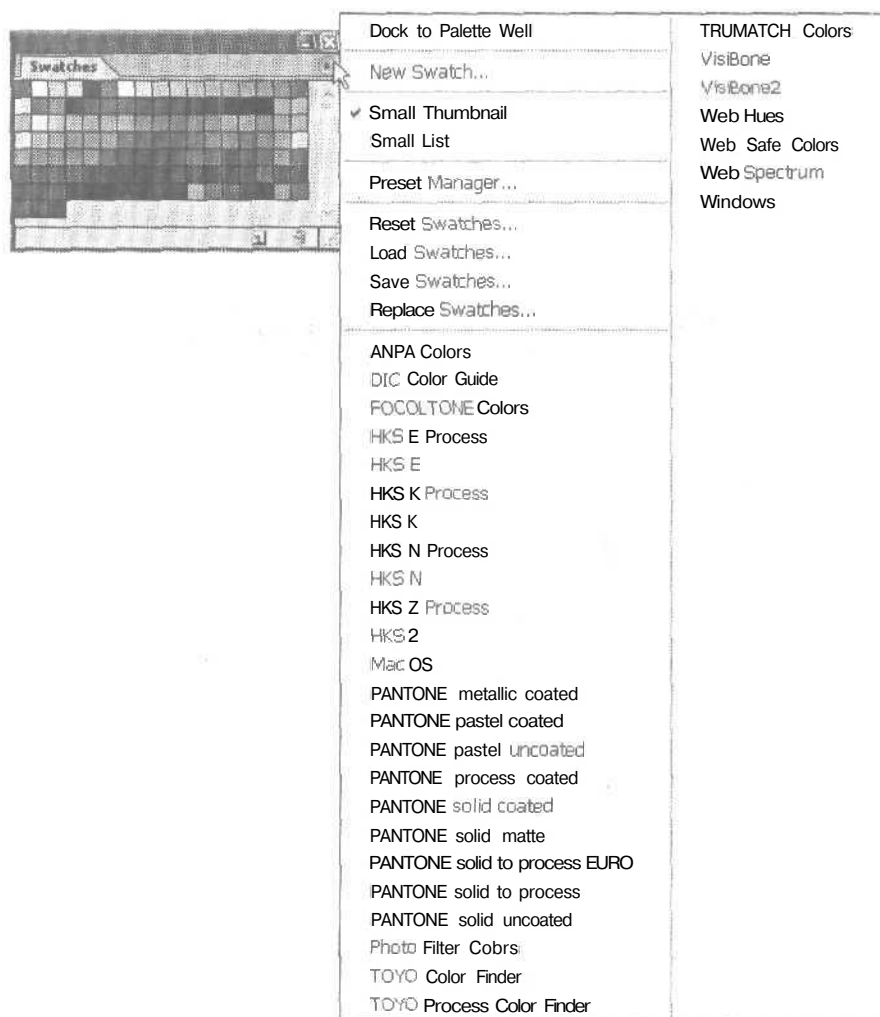 Swatches
Dock to Palette Well
New Swatch...
Small Thumbnail
Small List
Preset Manager...
Reset Swatches...
Load Swatches...
Save Swatches...
Replace Swatches...
ANPA Colors
DIC Color Guide
FOCOLTONE Colors
HKS E Process
HKS E
HKS K Process
HKS K
HKS N Process
HKS N
HKS Z Process
HKS 2
Mac OS
PANTONE metallic coated
PANTONE pastel coated
PANTONE pastel uncoated
PANTONE process coated
PANTONE solid coated
PANTONE solid matte
PANTONE solid to process EURO
PANTONE solid to process
PANTONE solid uncoated
Photo Filter Cobrs
TOYO Color Finder
TOYO Process Color Finder
TRUMATCH Colors
VisiBone
VisiBone2
Web Hues
Web Safe Colors
Web Spectrum
Windows